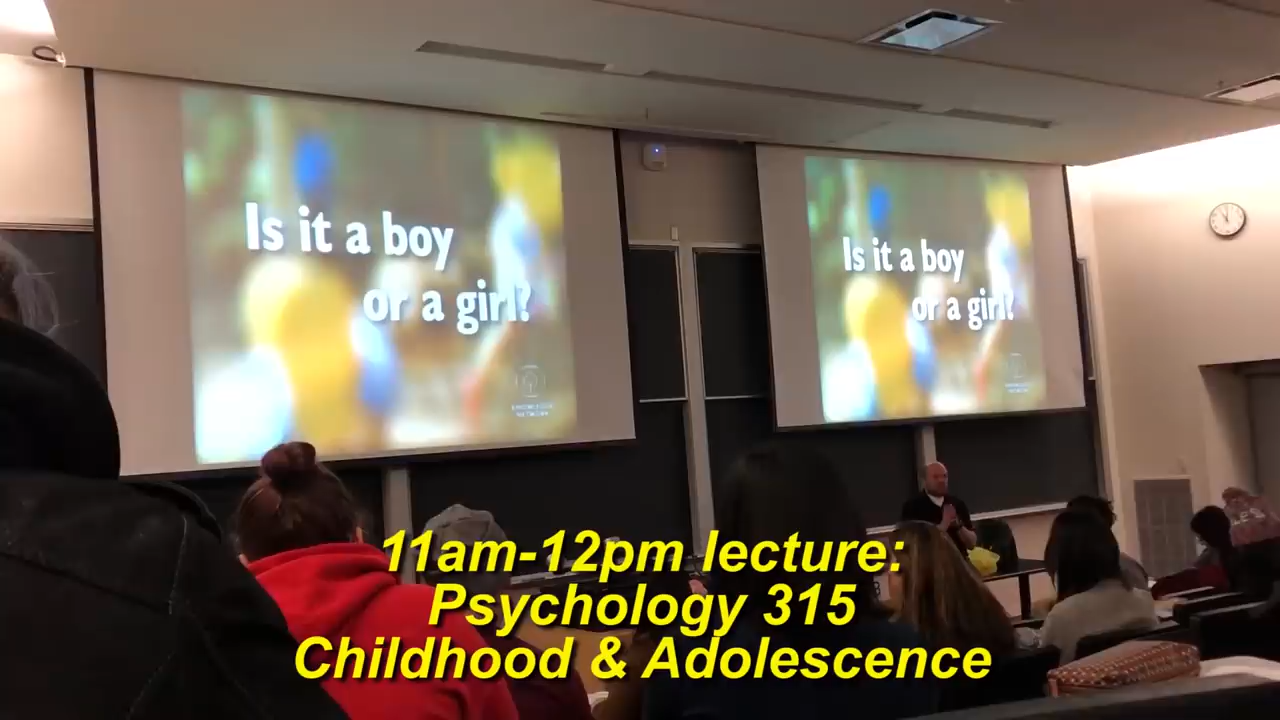 Is it a boy
or a girl?
Is it a boy
or a girl?
11am-12pm lecture:
Psychology 315
Childhood & Adolescence